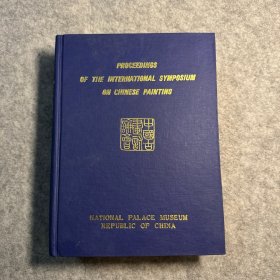 PROCEEDINGS
OF THE INTERNATIONAL SYMPOSIUM
ON CHINESE PAINTING
NATIONAL PALACE MUSEUM
REPUBLIC OF CHINA